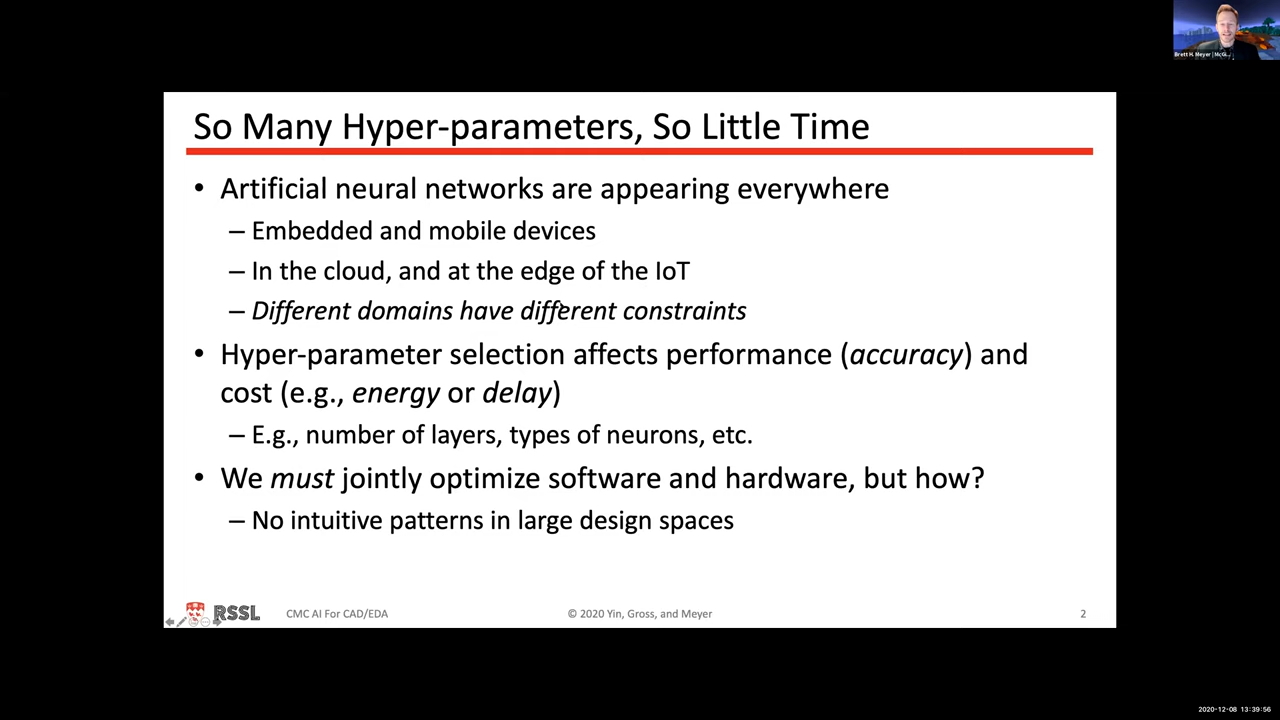 Brett H. Meyer | McGi...
So Many Hyper-parameters, So Little Time
• Artificial neural networks are appearing everywhere
– Embedded and mobile devices
– In the cloud, and at the edge of the IoT
– Different domains have different constraints
• Hyper-parameter selection affects performance (accuracy) and
cost (e.g., energy or delay)
– E.g., number of layers, types of neurons, etc.
• We must jointly optimize software and hardware, but how?
– No intuitive patterns in large design spaces
RSSL CMC AI For CAD/EDA © 2020 Yin, Gross, and Meyer 2
2020-12-08 13:39:56